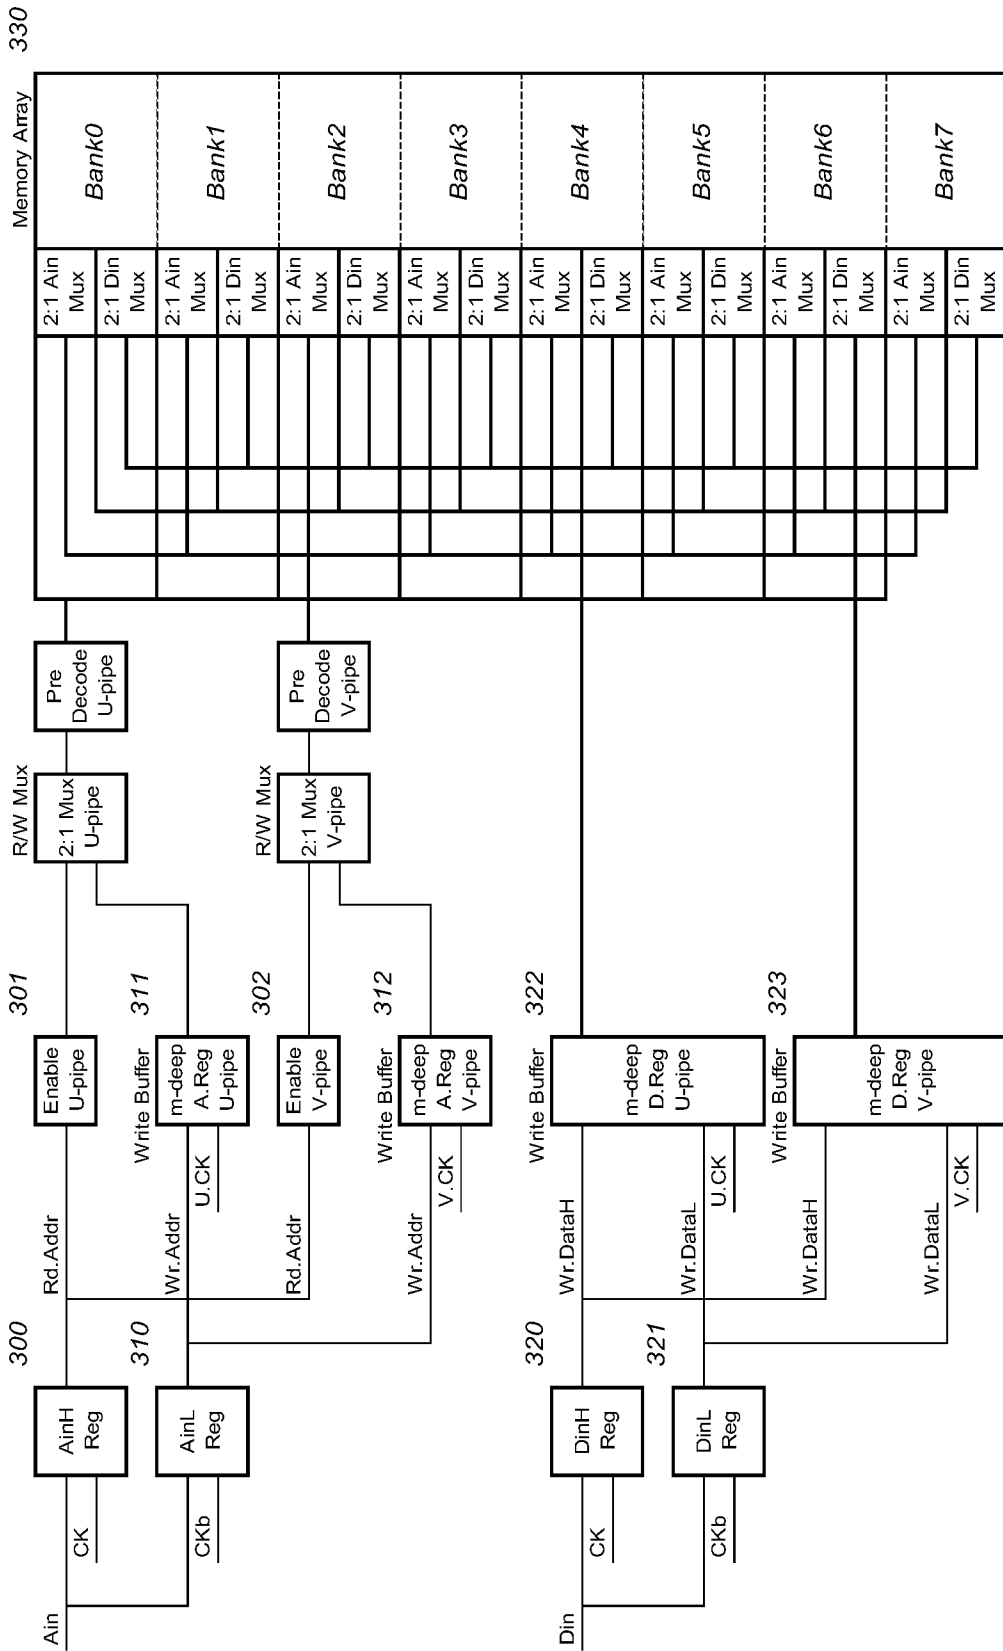 330
Memory Array
Bank0
Bank1
Bank2
Bank3
Bank4
Bank5
Bank6
Bank7
2:1 Ain
Mux
2:1 Din
Mux
2:1 Ain
Mux
2:1 Din
Mux
2:1 Ain
Mux
2:1 Din
Mux
2:1 Ain
Mux
2:1 Din
Mux
2:1 Ain
Mux
2:1 Din
Mux
2:1 Ain
Mux
2:1 Din
Mux
2:1 Ain
Mux
2:1 Din
Mux
2:1 Ain
Mux
2:1 Din
Mux
Pre
Decode
U-pipe
Pre
Decode
V-pipe
R/W Mux
2:1 Mux
U-pipe
R/W Mux
2:1 Mux
V-pipe
301
Enable
U-pipe
311
Write Buffer
m-deep
A.Reg
U-pipe
U.CK
302
Enable
V-pipe
312
Write Buffer
m-deep
A.Reg
V-pipe
V.CK
322
Write Buffer
m-deep
D.Reg
U-pipe
U.CK
323
Write Buffer
m-deep
D.Reg
V-pipe
V.CK
Rd.Addr
Wr.Addr
Rd.Addr
Wr.Addr
Wr.DataH
Wr.DataL
Wr.DataH
Wr.DataL
300
AinH
Reg
CK
310
AinL
Reg
CKb
320
DinH
Reg
CK
321
DinL
Reg
CKb
Ain
Din